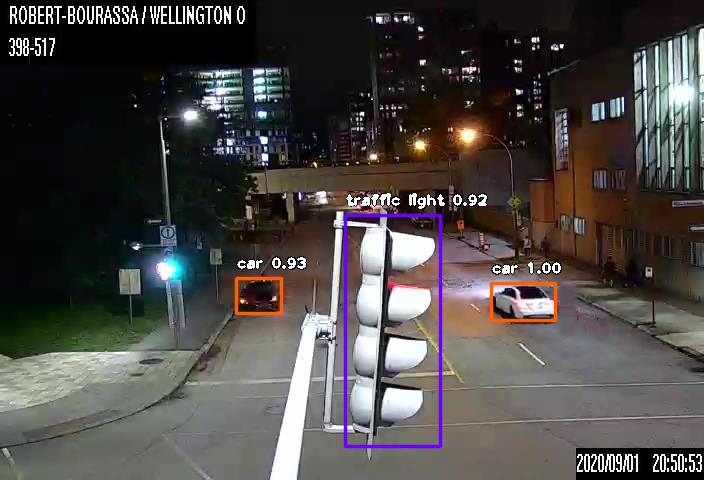 ROBERT-BOURASSA / WELLINGTON O
398-517
traffic light 0.92
car 0.93
car 1.00
2020/09/01 20:50:53